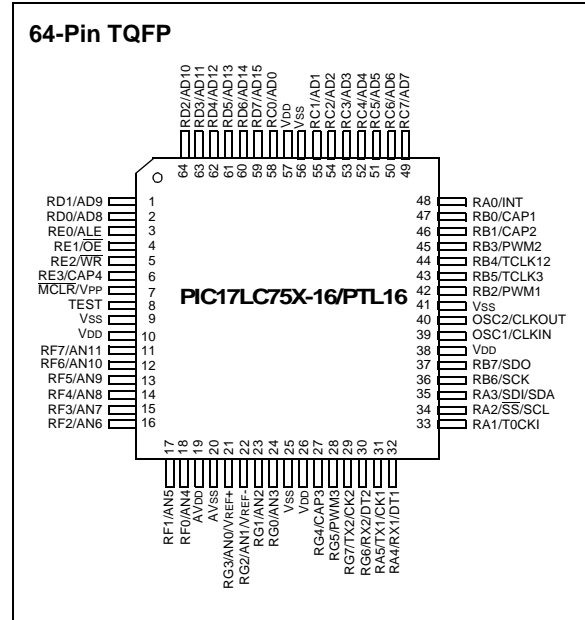 64-Pin TQFP
RD2/AD10
RD3/AD11
RD4/AD12
RD5/AD13
RD6/AD14
RD7/AD15
RC0/AD0
VDD
VSS
RC1/AD1
RC2/AD2
RC3/AD3
RC4/AD4
RC5/AD5
RC6/AD6
RC7/AD7
64 63 62 61 60 59 58 57 56 55 54 53 52 51 50 49
RD1/AD9 1
RD0/AD8 2
RE0/ALE 3
RE1/OE 4
RE2/WR 5
RE3/CAP4 6
MCLR/VPP 7
TEST 8
VSS 9
VDD 10
RF7/AN11 11
RF6/AN10 12
RF5/AN9 13
RF4/AN8 14
RF3/AN7 15
RF2/AN6 16
PIC17LC75X-16/PTL16
48 RA0/INT
47 RB0/CAP1
46 RB1/CAP2
45 RB3/PWM2
44 RB4/TCLK12
43 RB5/TCLK3
42 RB2/PWM1
41 VSS
40 OSC2/CLKOUT
39 OSC1/CLKIN
38 VDD
37 RB7/SDO
36 RB6/SCK
35 RA3/SDI/SDA
34 RA2/SS/SCL
33 RA1/T0CKI
17 18 19 20 21 22 23 24 25 26 27 28 29 30 31 32
RF1/AN5
RF0/AN4
AVDD
AVSS
RG3/AN0/VREF+
RG2/AN1/VREF-
RG1/AN2
RG0/AN3
VSS
VDD
RG4/CAP3
RG5/PWM3
RG7/TX2/CK2
RG6/RX2/DT2
RA5/TX1/CK1
RA4/RX1/DT1